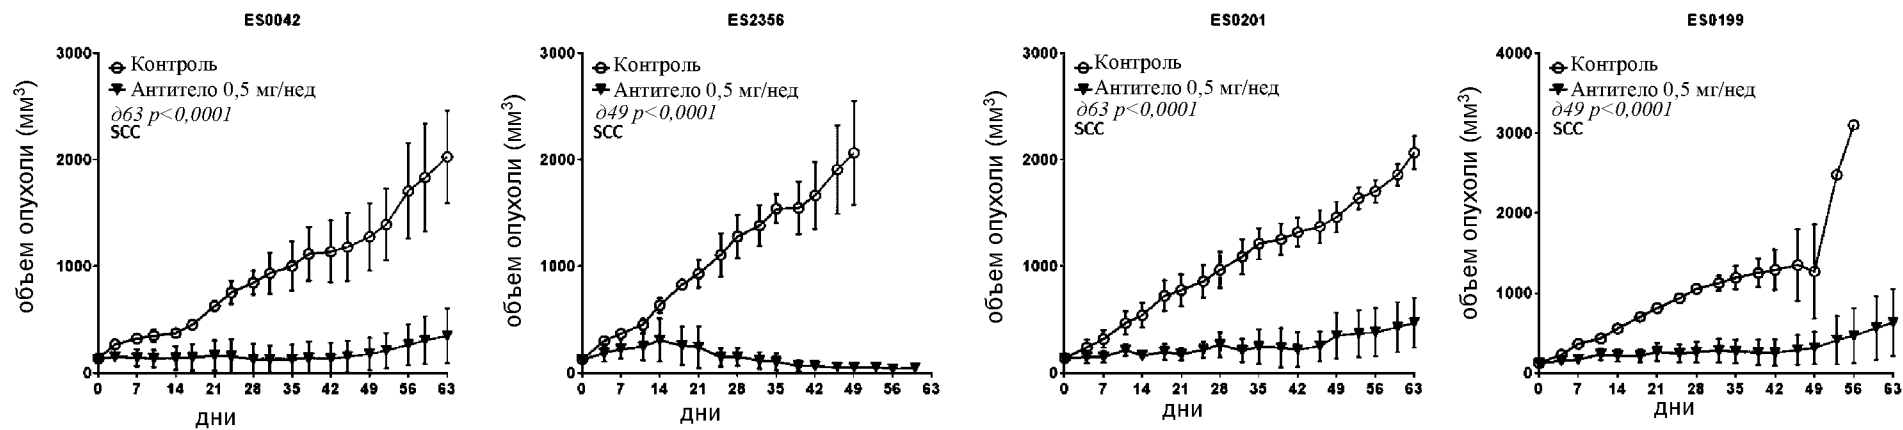 ES0042
объем опухоли (мм³)
3000
2000
1000
0
Контроль
Антитело 0,5 мг/нед
д63 p<0,0001
SCC
0 7 14 21 28 35 42 49 56 63
дни
ES2356
объем опухоли (мм³)
3000
2000
1000
0
Контроль
Антитело 0,5 мг/нед
д49 p<0,0001
SCC
0 7 14 21 28 35 42 49 56 63
дни
ES0201
объем опухоли (мм³)
3000
2000
1000
0
Контроль
Антитело 0,5 мг/нед
д63 p<0,0001
SCC
0 7 14 21 28 35 42 49 56 63
дни
ES0199
объем опухоли (мм³)
4000
3000
2000
1000
0
Контроль
Антитело 0,5 мг/нед
д49 p<0,0001
SCC
0 7 14 21 28 35 42 49 56 63
дни